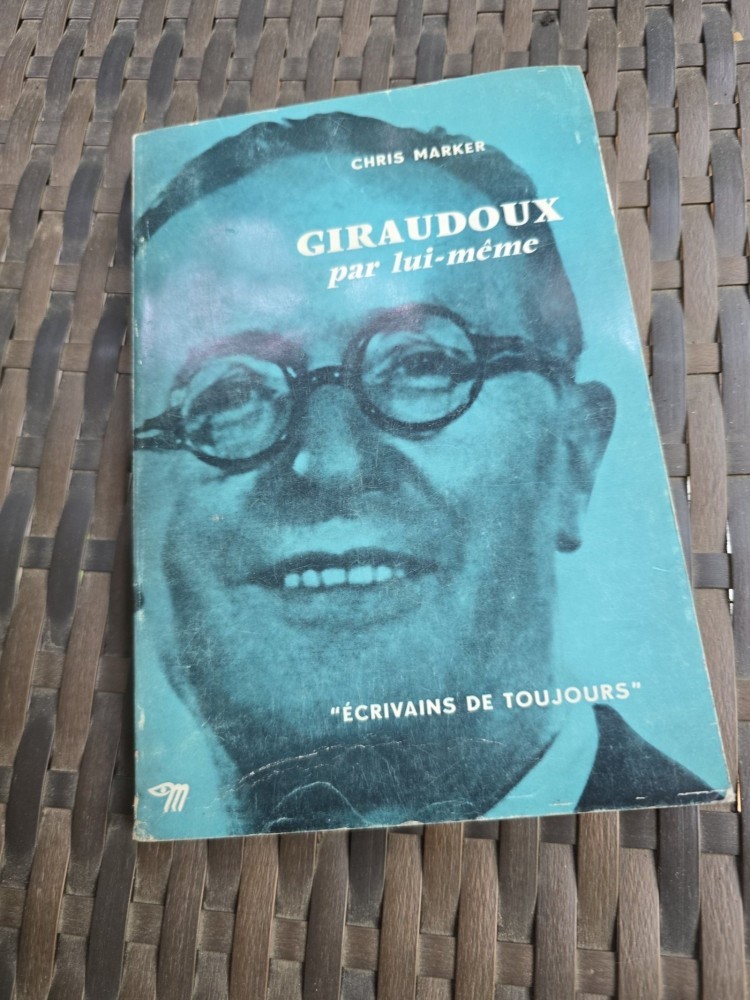 CHRIS MARKER
GIRAUDOUX
par lui-même
"ÉCRIVAINS DE TOUJOURS"
m